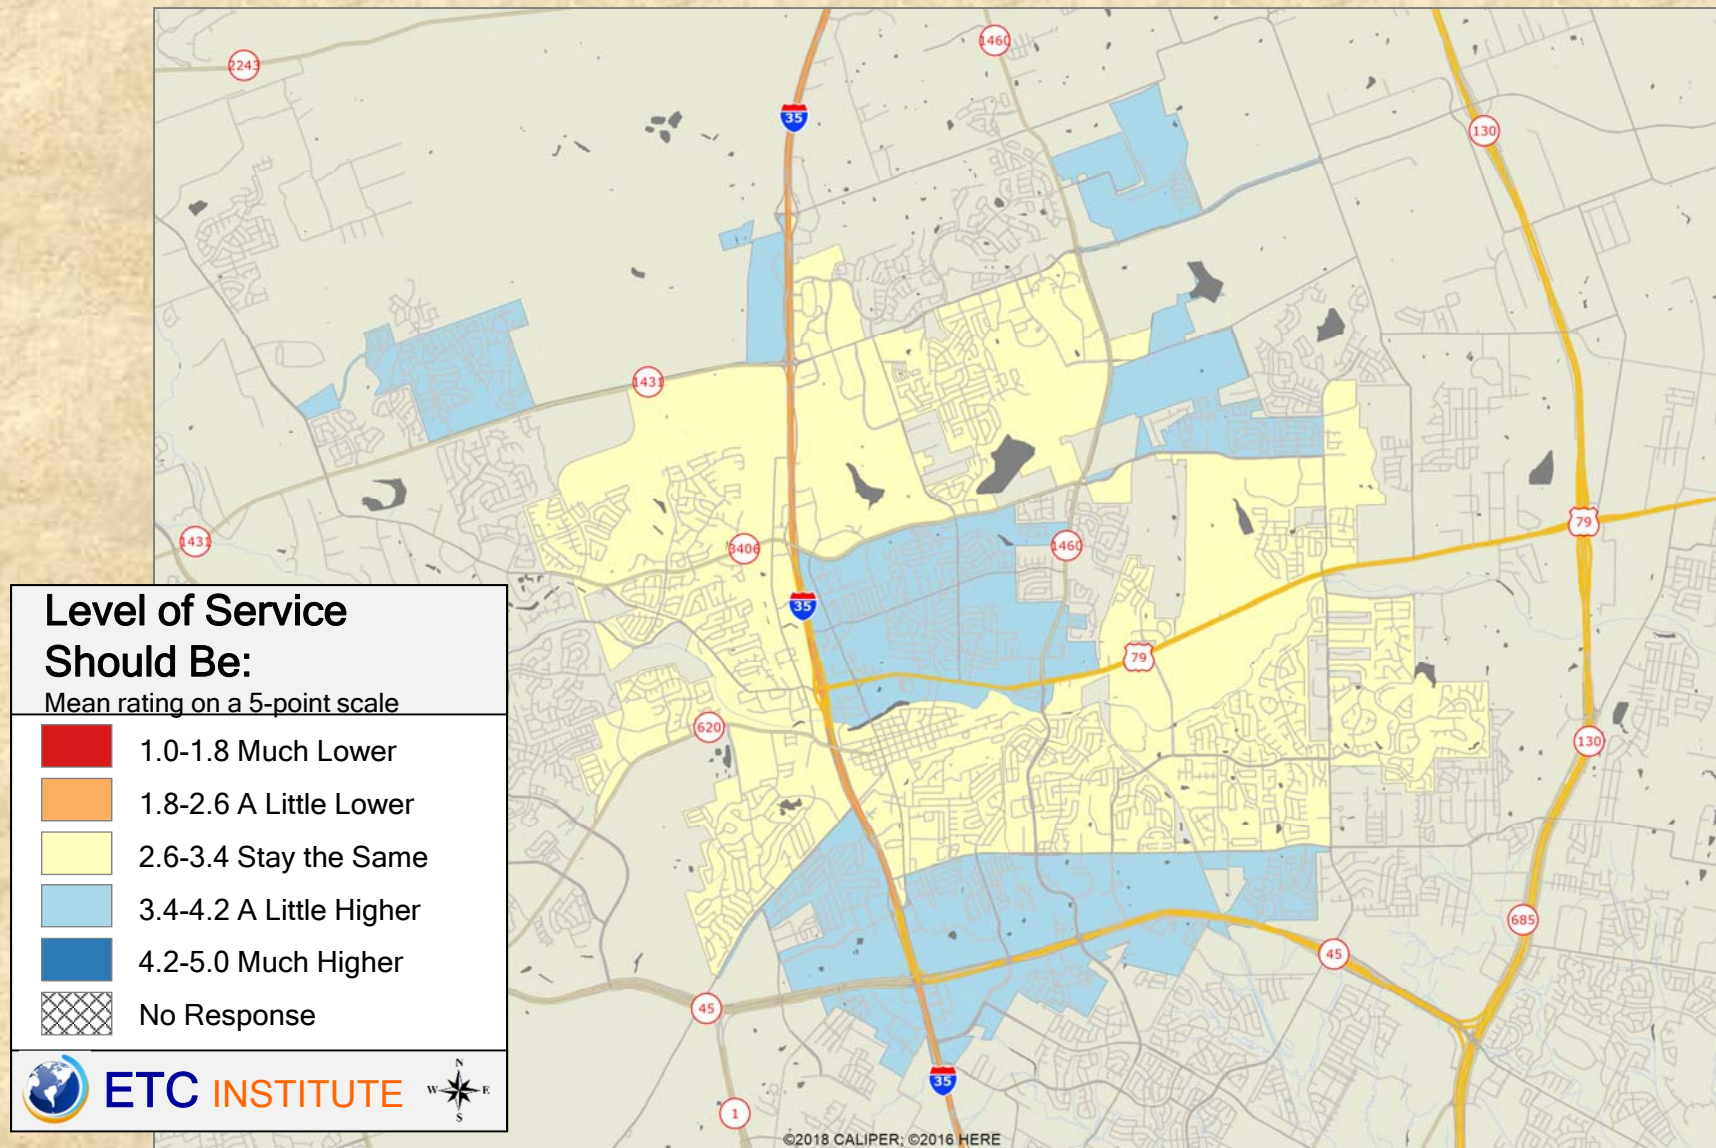 2243
1460
35
130
1431
1431
3406
1460
79
35
79
620
130
685
45
45
35
1
Level of Service
Should Be:
Mean rating on a 5-point scale
1.0-1.8 Much Lower
1.8-2.6 A Little Lower
2.6-3.4 Stay the Same
3.4-4.2 A Little Higher
4.2-5.0 Much Higher
No Response
ETC INSTITUTE
N
W E
S
©2018 CALIPER; ©2016 HERE